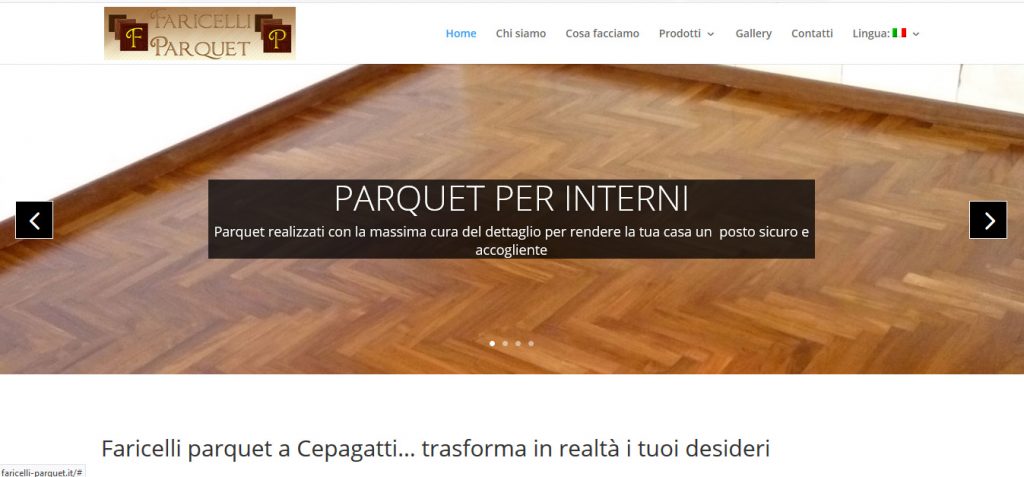 FARICELLI
F PARQUET P
Home Chi siamo Cosa facciamo Prodotti Gallery Contatti Lingua:
PARQUET PER INTERNI
Parquet realizzati con la massima cura del dettaglio per rendere la tua casa un posto sicuro e
accogliente
Faricelli parquet a Cepagatti... trasforma in realtà i tuoi desideri
faricelli-parquet.it/#